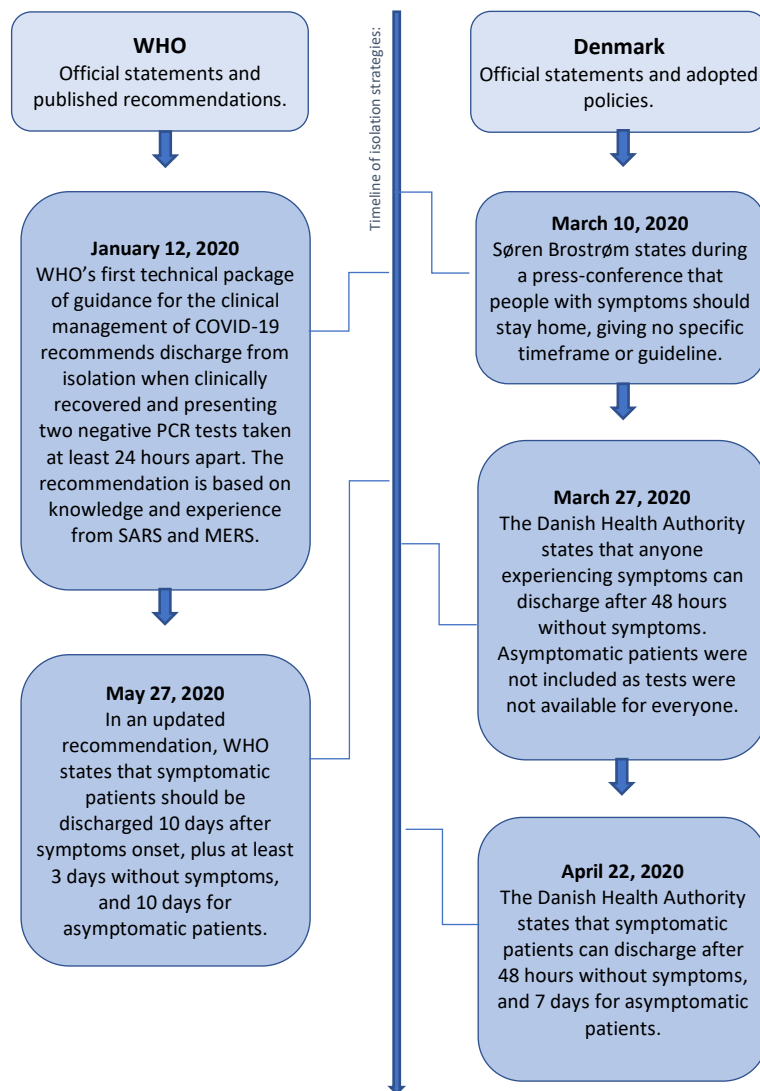 WHO
Official statements and
published recommendations.
January 12, 2020
WHO’s first technical package
of guidance for the clinical
management of COVID-19
recommends discharge from
isolation when clinically
recovered and presenting
two negative PCR tests taken
at least 24 hours apart. The
recommendation is based on
knowledge and experience
from SARS and MERS.
May 27, 2020
In an updated
recommendation, WHO
states that symptomatic
patients should be
discharged 10 days after
symptoms onset, plus at least
3 days without symptoms,
and 10 days for
asymptomatic patients.
Timeline of isolation strategies:
Denmark
Official statements and adopted
policies.
March 10, 2020
Søren Brostrøm states during
a press-conference that
people with symptoms should
stay home, giving no specific
timeframe or guideline.
March 27, 2020
The Danish Health Authority
states that anyone
experiencing symptoms can
discharge after 48 hours
without symptoms.
Asymptomatic patients were
not included as tests were
not available for everyone.
April 22, 2020
The Danish Health Authority
states that symptomatic
patients can discharge after
48 hours without symptoms,
and 7 days for asymptomatic
patients.